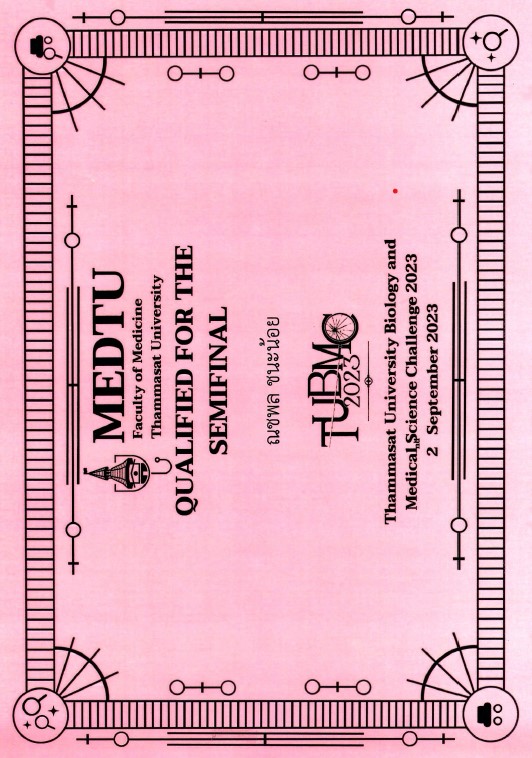 MEDTU
Faculty of Medicine
Thammasat University
QUALIFIED FOR THE
SEMIFINAL
ณชพล ชนะน้อย
TUBMC
2023
Thammasat University Biology and
Medical Science Challenge 2023
2nd September 2023